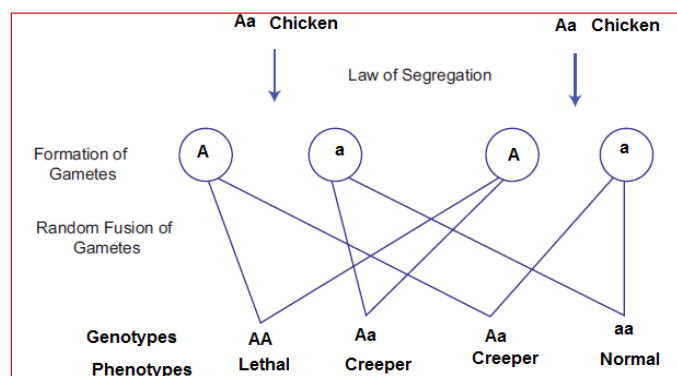 Aa Chicken Aa Chicken
Law of Segregation
Formation of Gametes A a A a
Random Fusion of Gametes
Genotypes AA Aa Aa aa
Phenotypes Lethal Creeper Creeper Normal